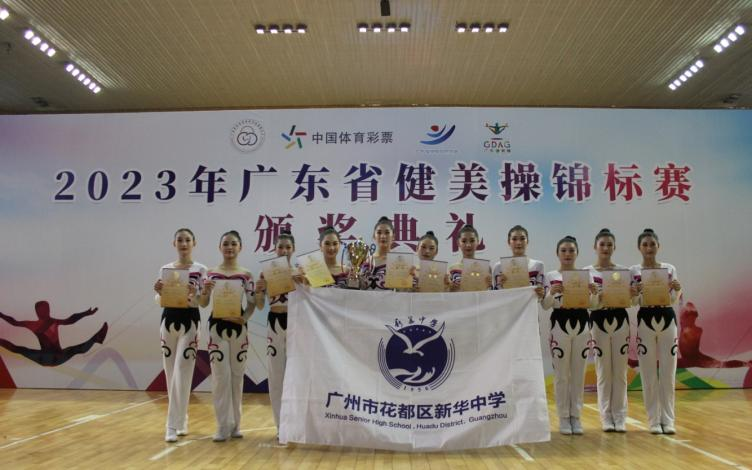 中国体育彩票
GDAG
2023年广东省健美操锦标赛
颁奖典礼
新华中学
1958
广州市花都区新华中学
Xinhua Senior High School, Huadu District, Guangzhou